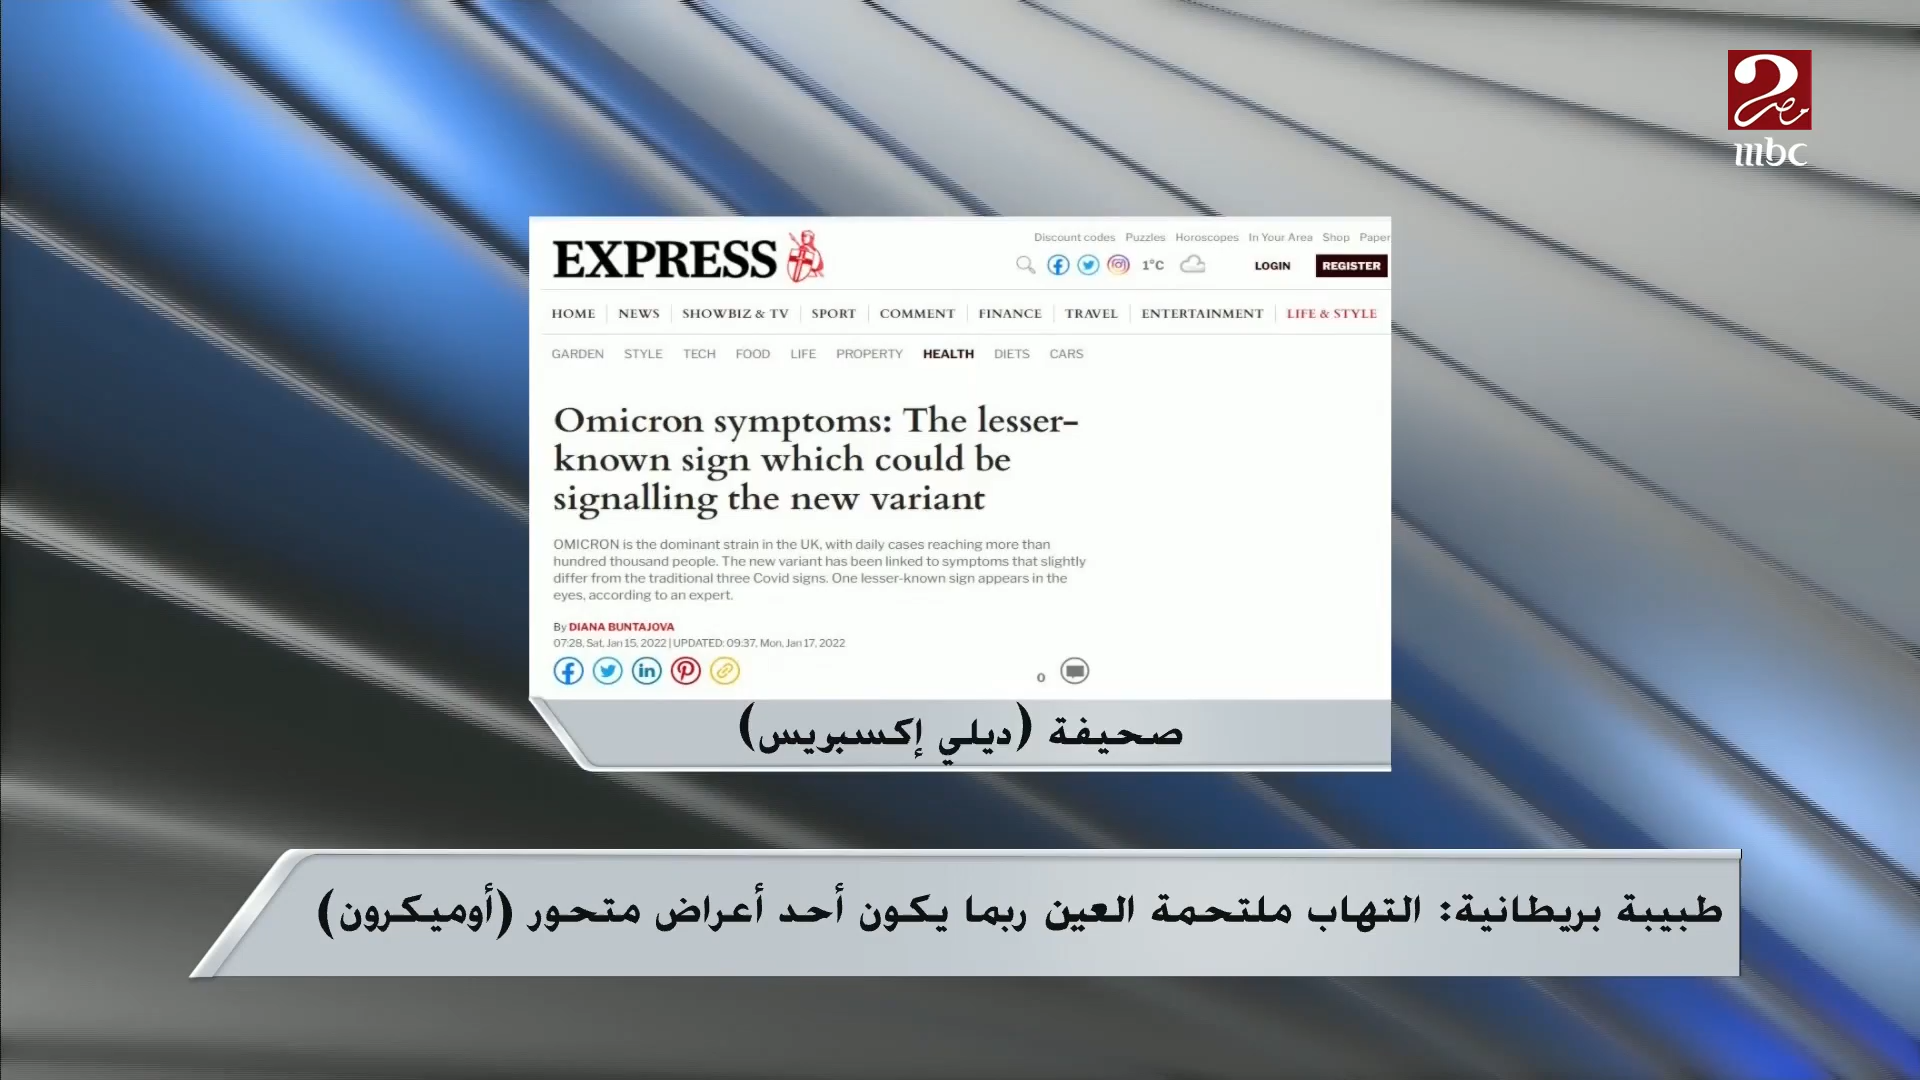 مصر
2
mbc
EXPRESS
Discount codes Puzzles Horoscopes In Your Area Shop Paper
1°C LOGIN REGISTER
HOME NEWS SHOWBIZ & TV SPORT COMMENT FINANCE TRAVEL ENTERTAINMENT LIFE & STYLE
GARDEN STYLE TECH FOOD LIFE PROPERTY HEALTH DIETS CARS
Omicron symptoms: The lesser-
known sign which could be
signalling the new variant
OMICRON is the dominant strain in the UK, with daily cases reaching more than
hundred thousand people. The new variant has been linked to symptoms that slightly
differ from the traditional three Covid signs. One lesser-known sign appears in the
eyes, according to an expert.
By DIANA BUNTAJOVA
07:28, Sat, Jan 15, 2022 | UPDATED: 09:37, Mon, Jan 17, 2022
0
صحيفة (ديلي إكسبريس)
طبيبة بريطانية: التهاب ملتحمة العين ربما يكون أحد أعراض متحور (أوميكرون)